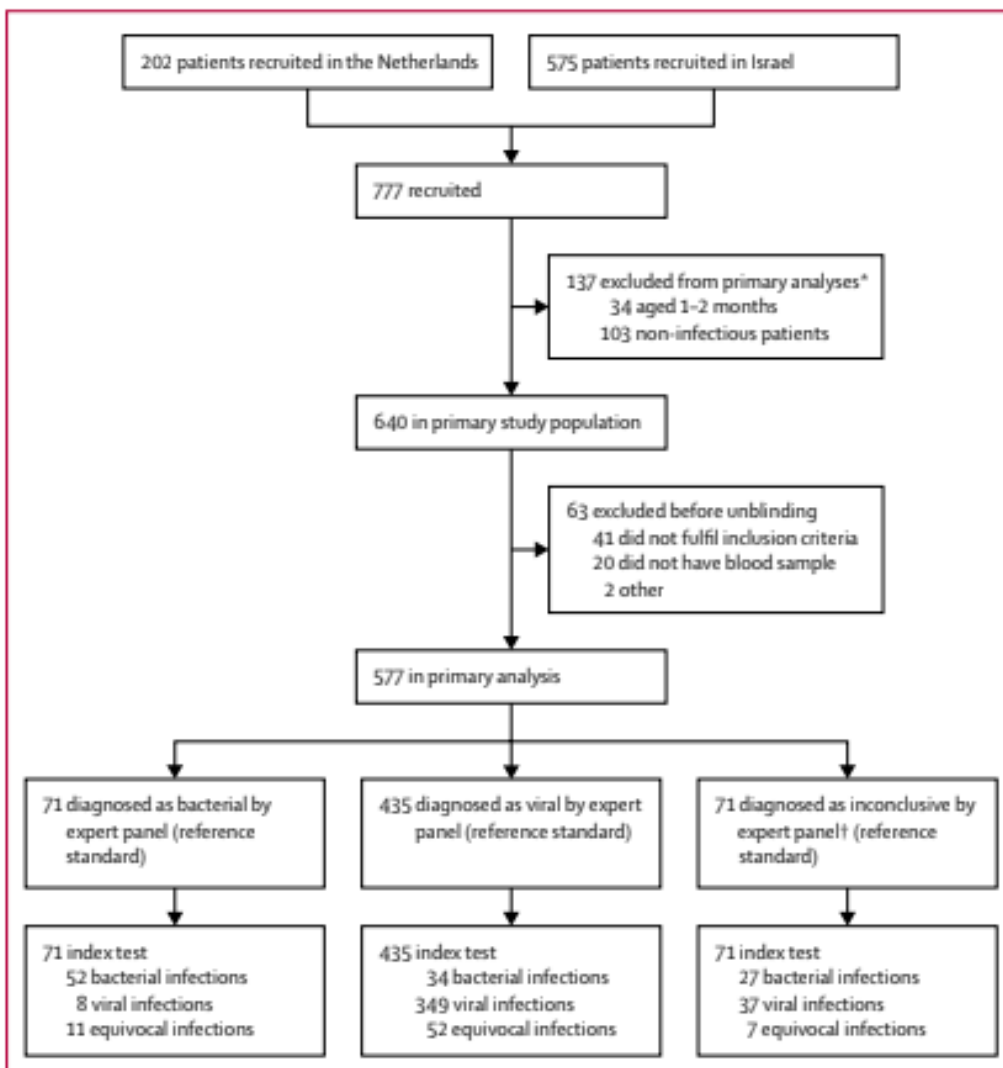 202 patients recruited in the Netherlands
575 patients recruited in Israel
777 recruited
137 excluded from primary analyses*
34 aged 1–2 months
103 non-infectious patients
640 in primary study population
63 excluded before unblinding
41 did not fulfil inclusion criteria
20 did not have blood sample
2 other
577 in primary analysis
71 diagnosed as bacterial by
expert panel (reference
standard)
435 diagnosed as viral by expert
panel (reference standard)
71 diagnosed as inconclusive by
expert panel† (reference
standard)
71 index test
52 bacterial infections
8 viral infections
11 equivocal infections
435 index test
34 bacterial infections
349 viral infections
52 equivocal infections
71 index test
27 bacterial infections
37 viral infections
7 equivocal infections